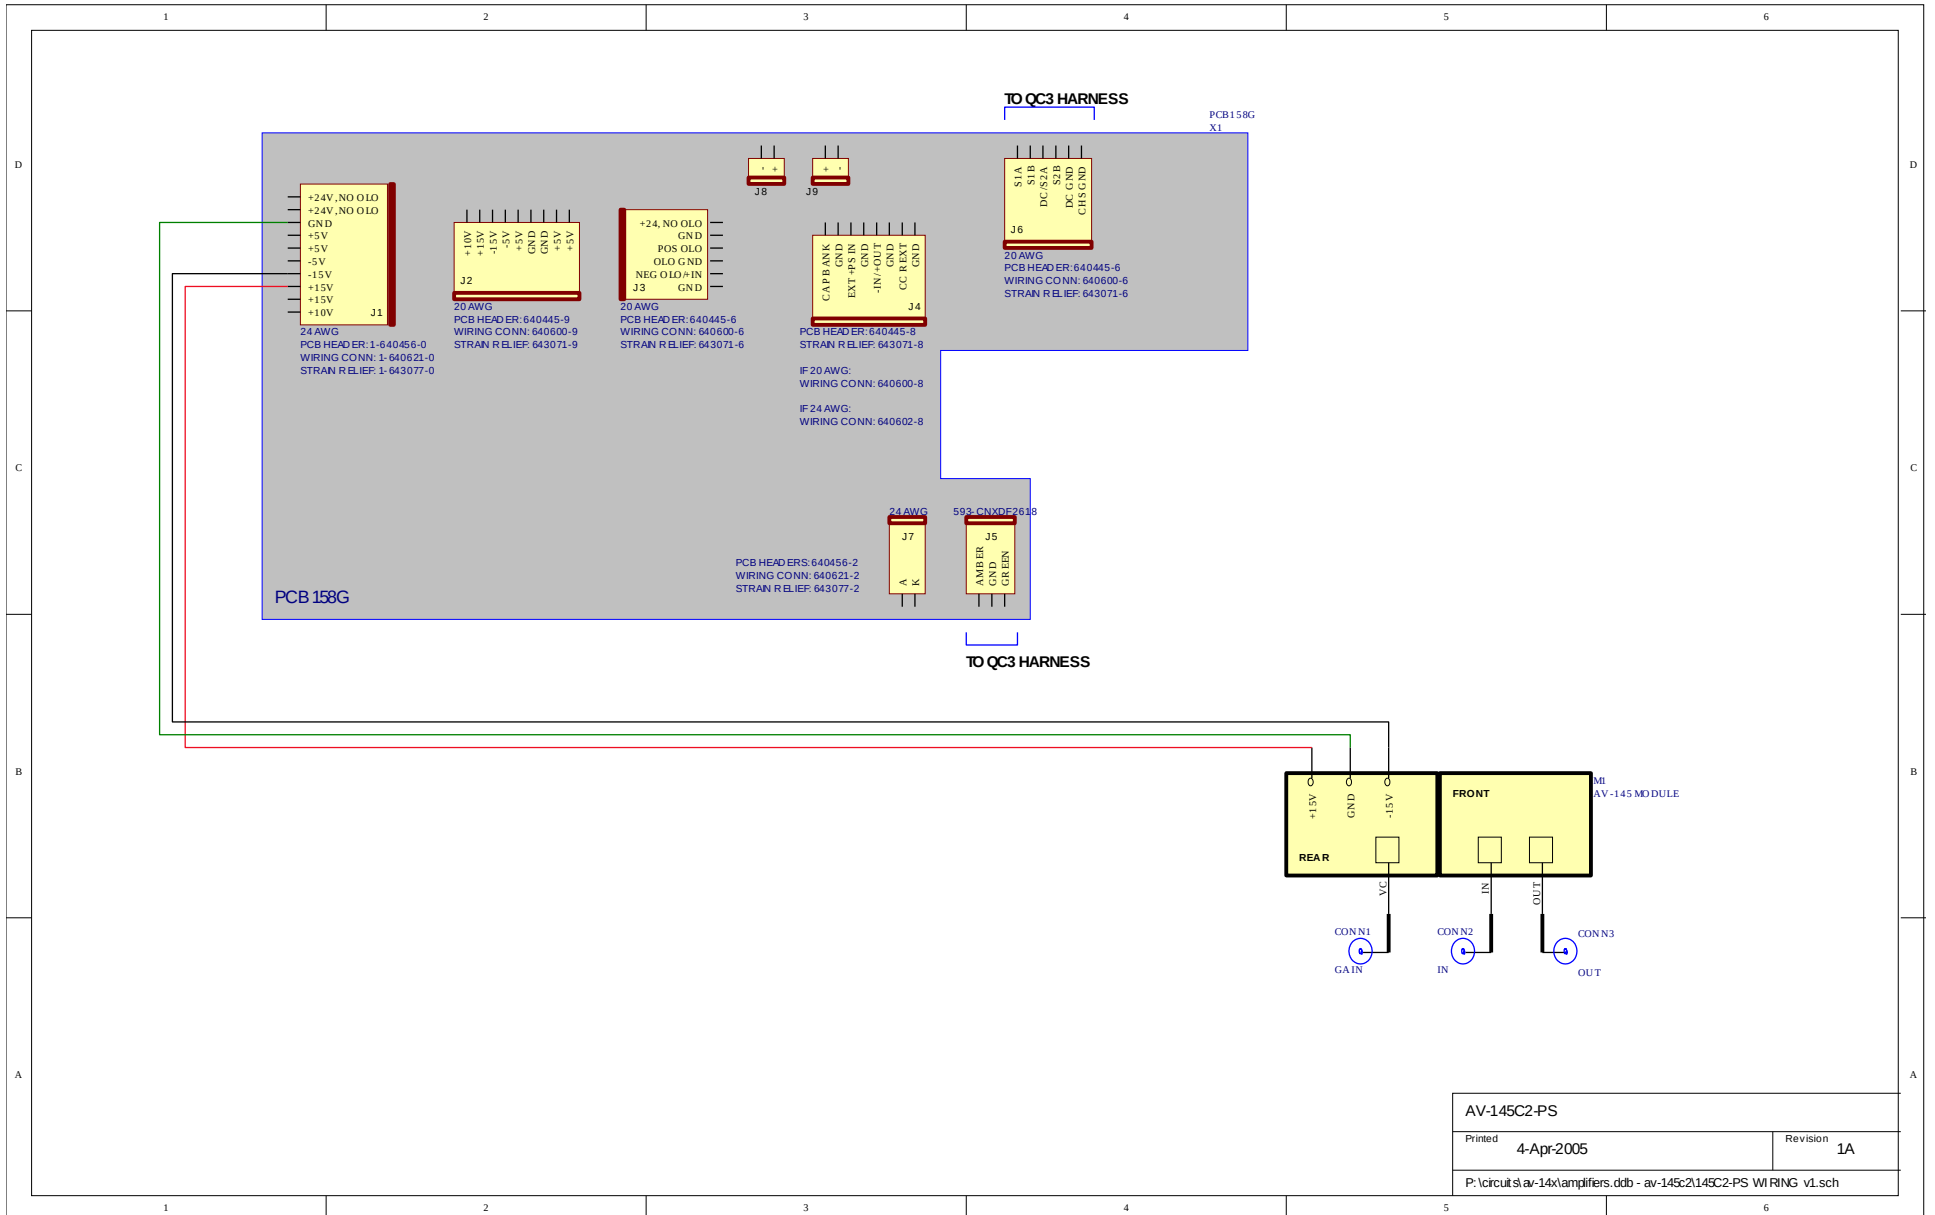 1 2 3 4 5 6
TO QC3 HARNESS
PCB158G
X1
D D
- +
J8
+ -
J9
S1A
S1B
DC/S2A
S2B
DC GND
CHS GND
J6
20 AWG
PCB HEADER: 640445-6
WIRING CONN: 640600-6
STRAIN RELIEF: 643071-6
+24V, NO OLO
+24V, NO OLO
GND
+5V
+5V
-5V
-15V
+15V
+15V
+10V
J1
24 AWG
PCB HEADER: 1-640456-0
WIRING CONN: 1-640621-0
STRAIN RELIEF: 1-643077-0
+10V
+15V
-15V
-5V
+5V
GND
GND
+5V
+5V
J2
20 AWG
PCB HEADER: 640445-9
WIRING CONN: 640600-9
STRAIN RELIEF: 643071-9
+24, NO OLO
GND
POS OLO
OLO GND
NEG OLO/+IN
GND
J3
20 AWG
PCB HEADER: 640445-6
WIRING CONN: 640600-6
STRAIN RELIEF: 643071-6
CAP BANK
GND
EXT +PS IN
GND
-IN/+OUT
GND
CC R EXT
GND
J4
PCB HEADER: 640445-8
STRAIN RELIEF: 643071-8
IF 20 AWG:
WIRING CONN: 640600-8
IF 24 AWG:
WIRING CONN: 640602-8
C C
24 AWG
J7
A
K
593-CNXDF2618
J5
AMBER
GND
GREEN
PCB HEADERS: 640456-2
WIRING CONN: 640621-2
STRAIN RELIEF: 643077-2
PCB 158G
TO QC3 HARNESS
B B
+15V
GND
-15V
REAR
FRONT
M1
AV-145 MODULE
VC
IN
OUT
CONN1
GAIN
CONN2
IN
CONN3
OUT
A A
AV-145C2-PS
Printed 4-Apr-2005
Revision 1A
P:\circuits\av-14x\amplifiers.ddb - av-145c2\145C2-PS WIRING v1.sch
1 2 3 4 5 6